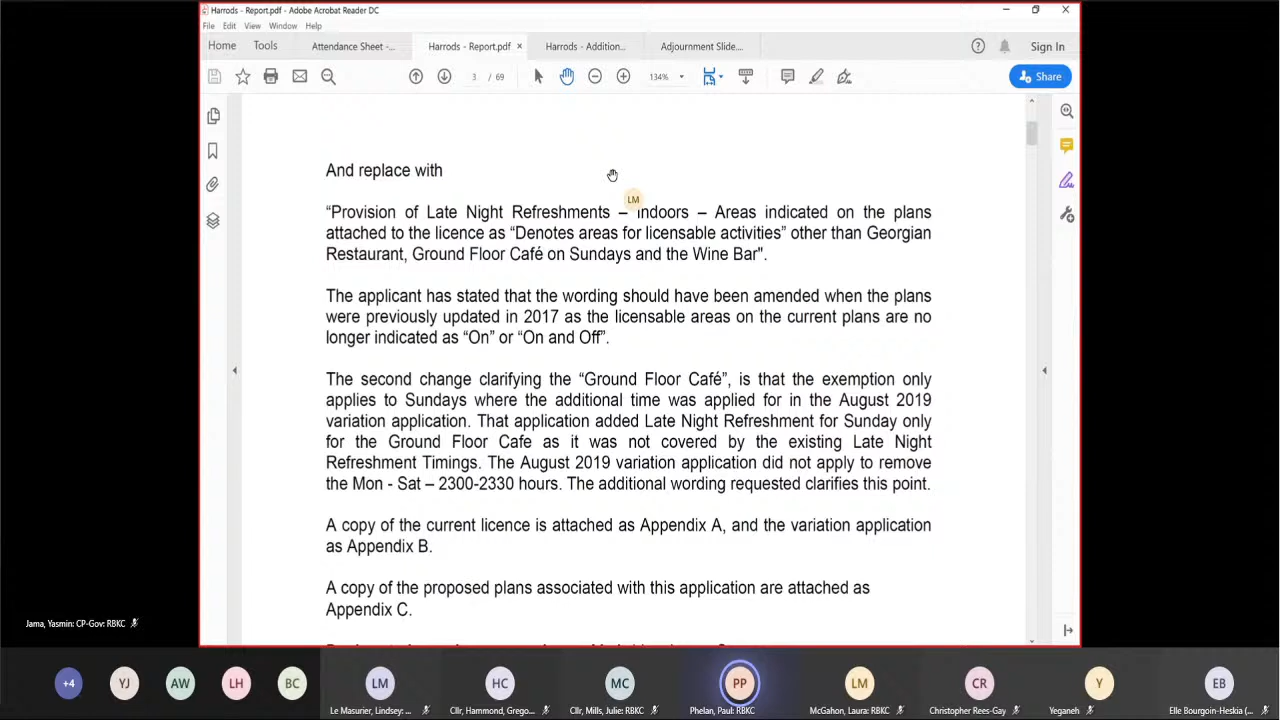 Harrods - Report.pdf - Adobe Acrobat Reader DC
File Edit View Window Help
Home Tools Attendance Sheet -... Harrods - Report.pdf × Harrods - Addition... Adjournment Slide.... Sign In
3 / 69 134% Share
And replace with
LM
“Provision of Late Night Refreshments – Indoors – Areas indicated on the plans
attached to the licence as “Denotes areas for licensable activities” other than Georgian
Restaurant, Ground Floor Café on Sundays and the Wine Bar".
The applicant has stated that the wording should have been amended when the plans
were previously updated in 2017 as the licensable areas on the current plans are no
longer indicated as “On” or “On and Off”.
The second change clarifying the “Ground Floor Café”, is that the exemption only
applies to Sundays where the additional time was applied for in the August 2019
variation application. That application added Late Night Refreshment for Sunday only
for the Ground Floor Cafe as it was not covered by the existing Late Night
Refreshment Timings. The August 2019 variation application did not apply to remove
the Mon - Sat – 2300-2330 hours. The additional wording requested clarifies this point.
A copy of the current licence is attached as Appendix A, and the variation application
as Appendix B.
A copy of the proposed plans associated with this application are attached as
Appendix C.
Jama, Yasmin: CP-Gov: RBKC
+4 YJ AW LH BC LM HC MC PP LM CR Y EB
Le Masurier, Lindsey: ... Cllr, Hammond, Grego... Cllr, Mills, Julie: RBKC Phelan, Paul: RBKC McGahon, Laura: RBKC Christopher Rees-Gay Yeganeh Elle Bourgoin-Heskia (...